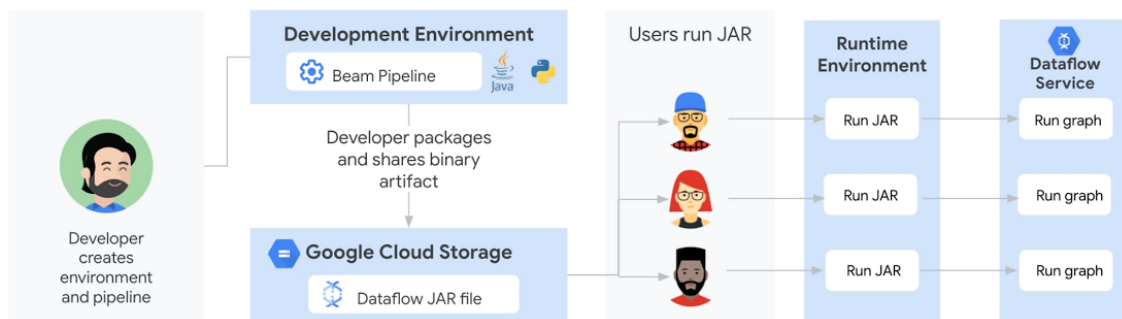 Developer
creates
environment
and pipeline
Development Environment
Beam Pipeline
Java
Developer packages
and shares binary
artifact
Google Cloud Storage
Dataflow JAR file
Users run JAR
Runtime
Environment
Run JAR
Run JAR
Run JAR
Dataflow
Service
Run graph
Run graph
Run graph